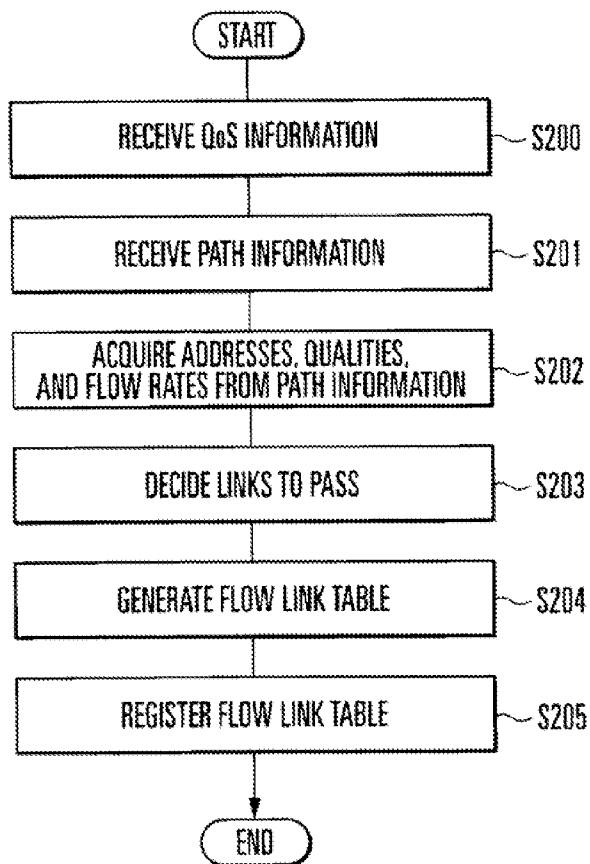 START
RECEIVE QoS INFORMATION
S200
RECEIVE PATH INFORMATION
S201
ACQUIRE ADDRESSES, QUALITIES,
AND FLOW RATES FROM PATH INFORMATION
S202
DECIDE LINKS TO PASS
S203
GENERATE FLOW LINK TABLE
S204
REGISTER FLOW LINK TABLE
S205
END